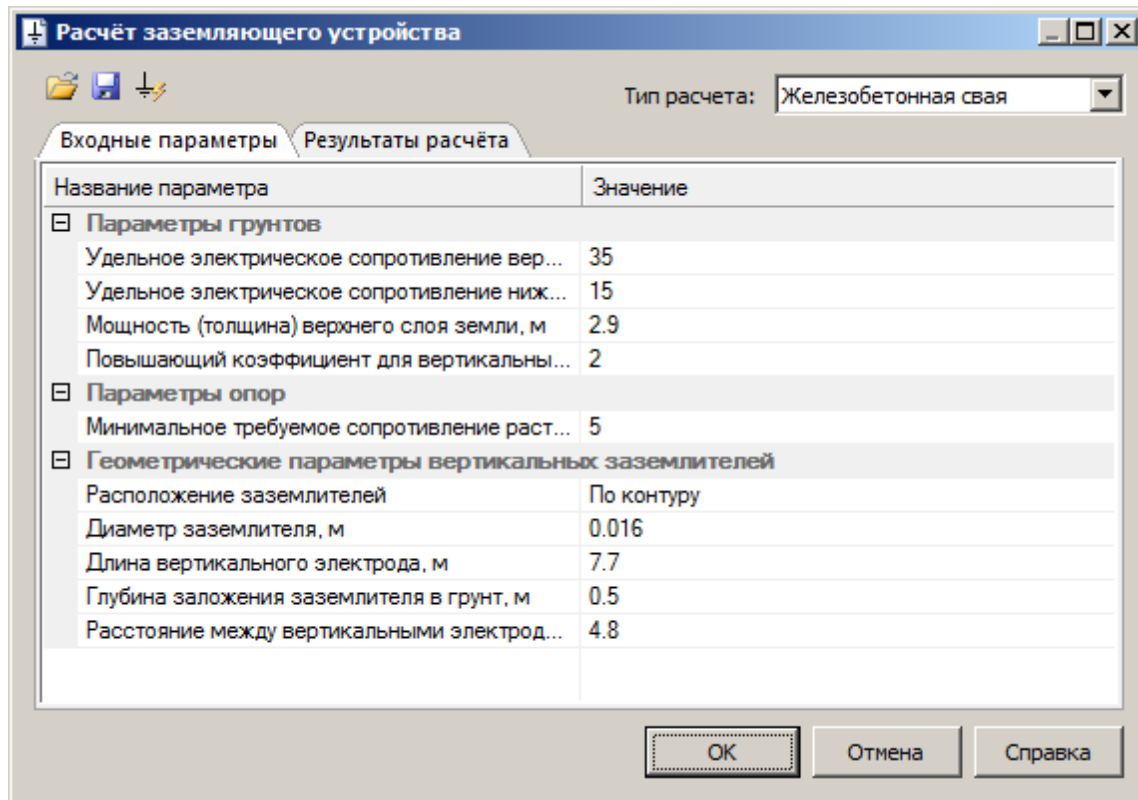 Расчёт заземляющего устройства
Тип расчета: Железобетонная свая
Входные параметры Результаты расчёта
Название параметра Значение
Параметры грунтов
Удельное электрическое сопротивление вер... 35
Удельное электрическое сопротивление ниж... 15
Мощность (толщина) верхнего слоя земли, м 2.9
Повышающий коэффициент для вертикальны... 2
Параметры опор
Минимальное требуемое сопротивление раст... 5
Геометрические параметры вертикальных заземлителей
Расположение заземлителей По контуру
Диаметр заземлителя, м 0.016
Длина вертикального электрода, м 7.7
Глубина заложения заземлителя в грунт, м 0.5
Расстояние между вертикальными электрод... 4.8
OK Отмена Справка